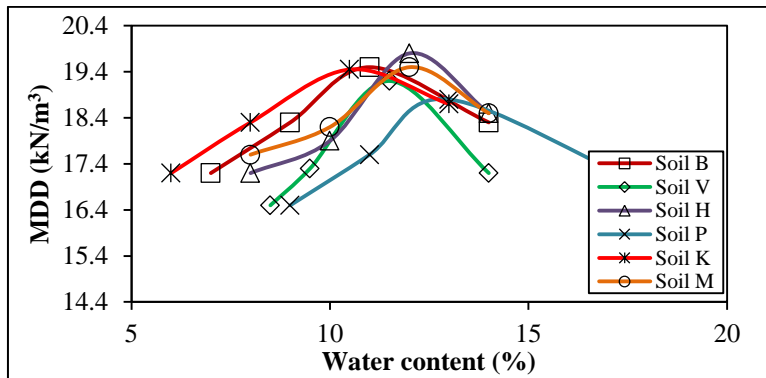 20.4
19.4
18.4
17.4
16.4
15.4
14.4
MDD (kN/m³)
5
10
15
20
Water content (%)
Soil B
Soil V
Soil H
Soil P
Soil K
Soil M